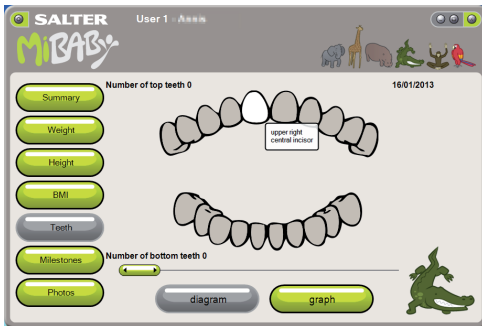 SALTER
User 1 -
MiBABY
Number of top teeth 0
16/01/2013
Summary
Weight
Height
BMI
Teeth
Milestones
Photos
upper right
central incisor
Number of bottom teeth 0
diagram
graph